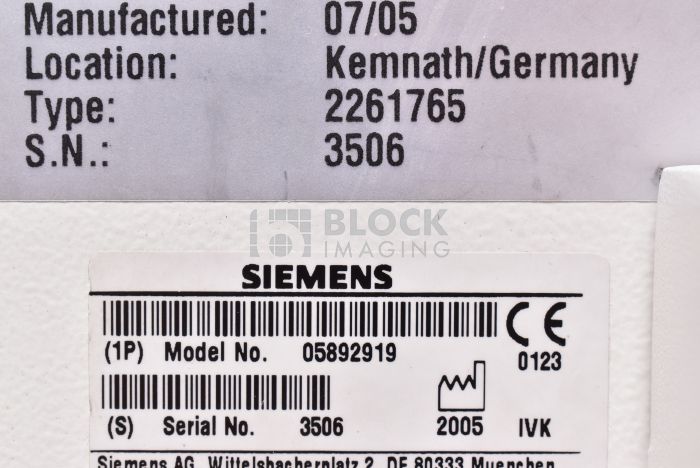 Manufactured: 07/05
Location: Kemnath/Germany
Type: 2261765
S.N.: 3506
BLOCK
IMAGING
SIEMENS
CE
(1P) Model No. 05892919 0123
(S) Serial No. 3506 2005 IVK
Siemens AG, Wittelsbacherplatz 2, DE 80333 Muenchen